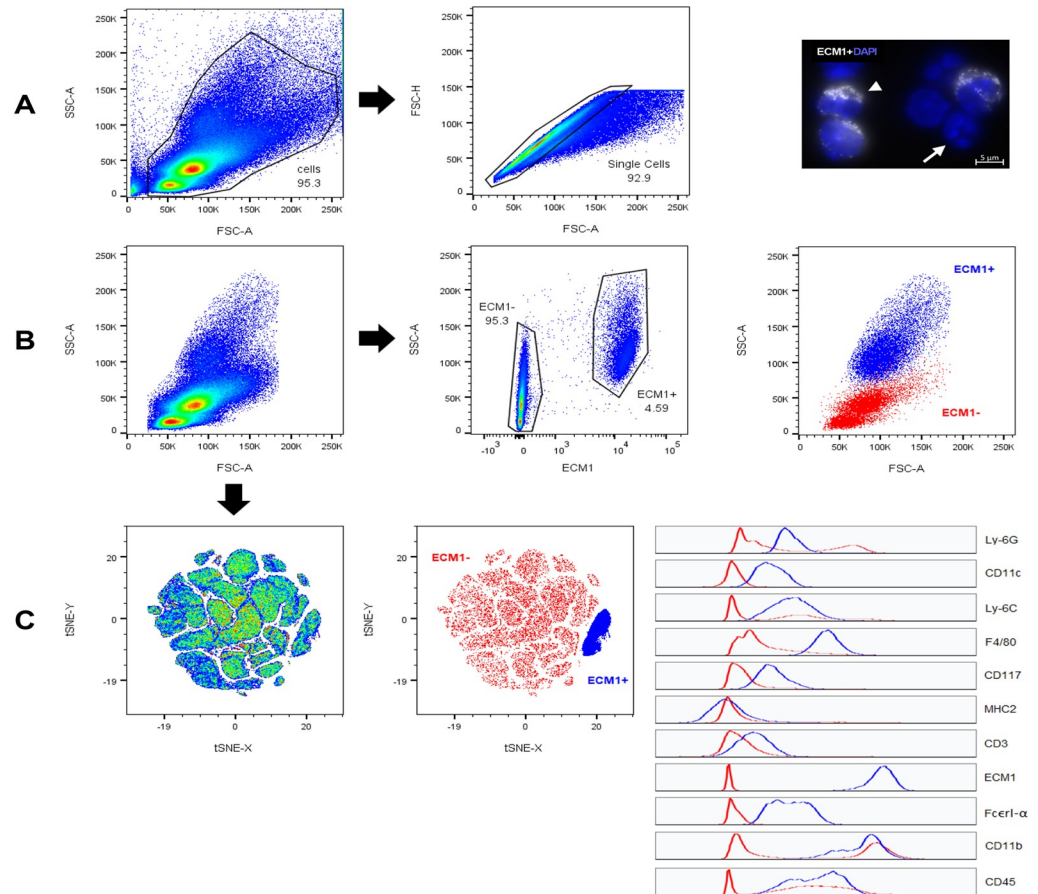 A
250K
200K
150K
100K
50K
0
SSC-A
cells
95.3
0
50K
100K
150K
200K
250K
FSC-A
250K
200K
150K
100K
50K
0
FSC-H
Single Cells
92.9
50K
100K
150K
200K
250K
FSC-A
ECM1+DAPI
5 µm
B
250K
200K
150K
100K
50K
0
SSC-A
0
50K
100K
150K
200K
250K
FSC-A
250K
200K
150K
100K
50K
0
SSC-A
ECM1-
95.3
ECM1+
4.59
-10³
0
10³
10⁴
10⁵
ECM1
250K
200K
150K
100K
50K
0
SSC-A
ECM1+
ECM1-
0
50K
100K
150K
200K
250K
FSC-A
C
20
0
-19
tSNE-Y
-19
0
20
tSNE-X
20
0
-19
tSNE-Y
ECM1-
ECM1+
-19
0
20
tSNE-X
Ly-6G
CD11c
Ly-6C
F4/80
CD117
MHC2
CD3
ECM1
FcεrI-α
CD11b
CD45